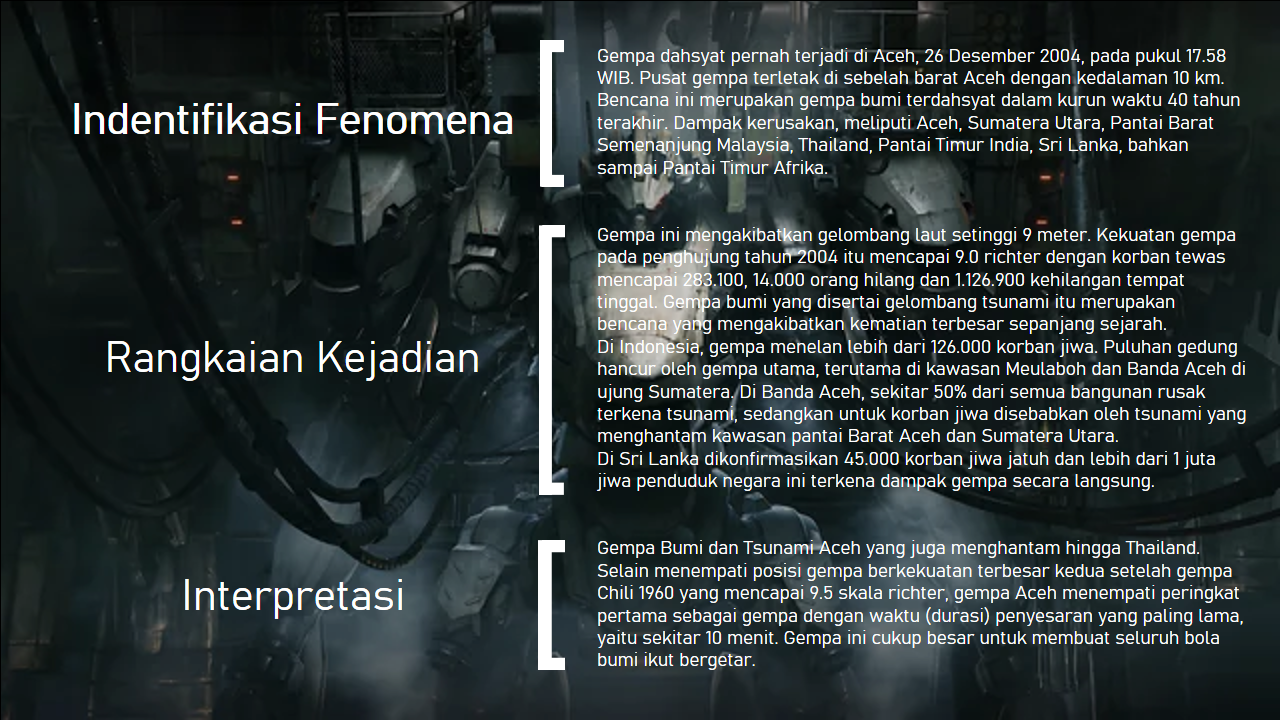 Indentifikasi Fenomena
Gempa dahsyat pernah terjadi di Aceh, 26 Desember 2004, pada pukul 17.58
WIB. Pusat gempa terletak di sebelah barat Aceh dengan kedalaman 10 km.
Bencana ini merupakan gempa bumi terdahsyat dalam kurun waktu 40 tahun
terakhir. Dampak kerusakan, meliputi Aceh, Sumatera Utara, Pantai Barat
Semenanjung Malaysia, Thailand, Pantai Timur India, Sri Lanka, bahkan
sampai Pantai Timur Afrika.
Rangkaian Kejadian
Gempa ini mengakibatkan gelombang laut setinggi 9 meter. Kekuatan gempa
pada penghujung tahun 2004 itu mencapai 9.0 richter dengan korban tewas
mencapai 283.100, 14.000 orang hilang dan 1.126.900 kehilangan tempat
tinggal. Gempa bumi yang disertai gelombang tsunami itu merupakan
bencana yang mengakibatkan kematian terbesar sepanjang sejarah.
Di Indonesia, gempa menelan lebih dari 126.000 korban jiwa. Puluhan gedung
hancur oleh gempa utama, terutama di kawasan Meulaboh dan Banda Aceh di
ujung Sumatera. Di Banda Aceh, sekitar 50% dari semua bangunan rusak
terkena tsunami, sedangkan untuk korban jiwa disebabkan oleh tsunami yang
menghantam kawasan pantai Barat Aceh dan Sumatera Utara.
Di Sri Lanka dikonfirmasikan 45.000 korban jiwa jatuh dan lebih dari 1 juta
jiwa penduduk negara ini terkena dampak gempa secara langsung.
Interpretasi
Gempa Bumi dan Tsunami Aceh yang juga menghantam hingga Thailand.
Selain menempati posisi gempa berkekuatan terbesar kedua setelah gempa
Chili 1960 yang mencapai 9.5 skala richter, gempa Aceh menempati peringkat
pertama sebagai gempa dengan waktu (durasi) penyesaran yang paling lama,
yaitu sekitar 10 menit. Gempa ini cukup besar untuk membuat seluruh bola
bumi ikut bergetar.